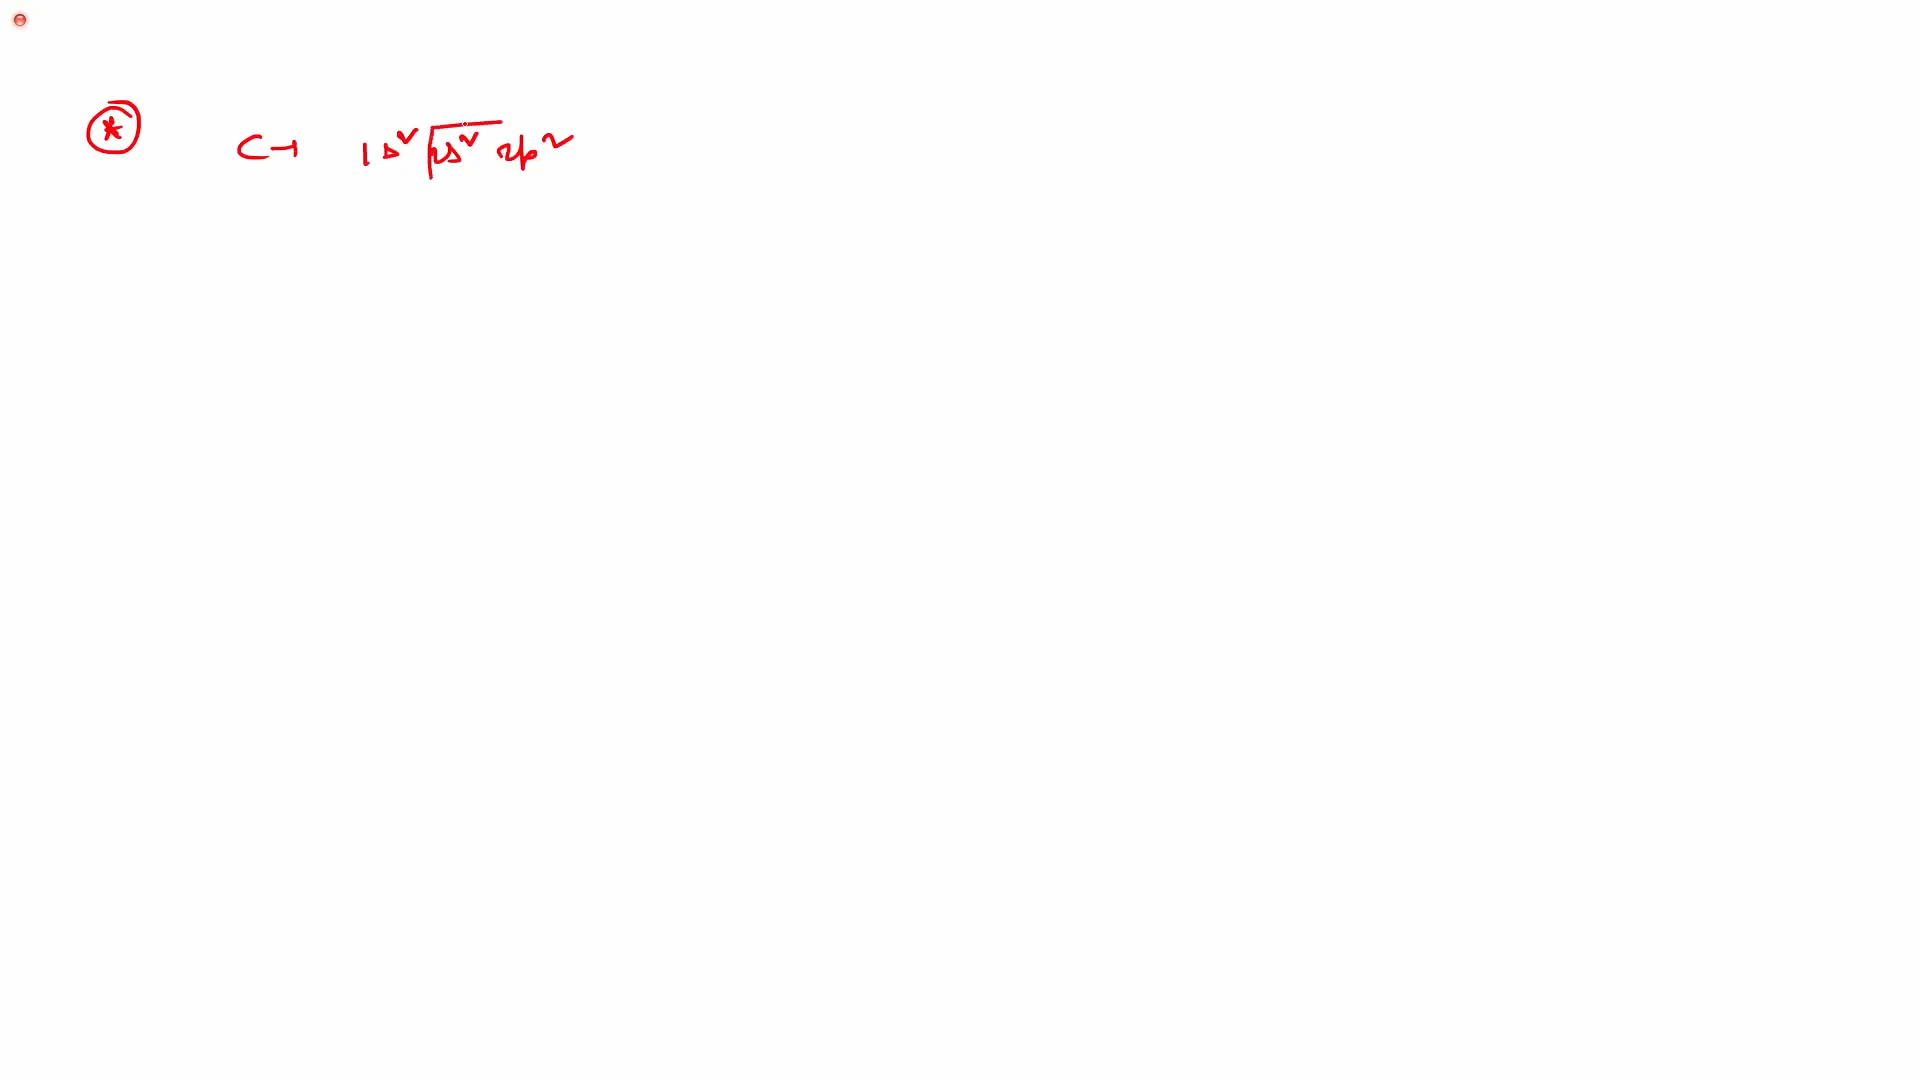 * C → 1s² 2s² 2p²